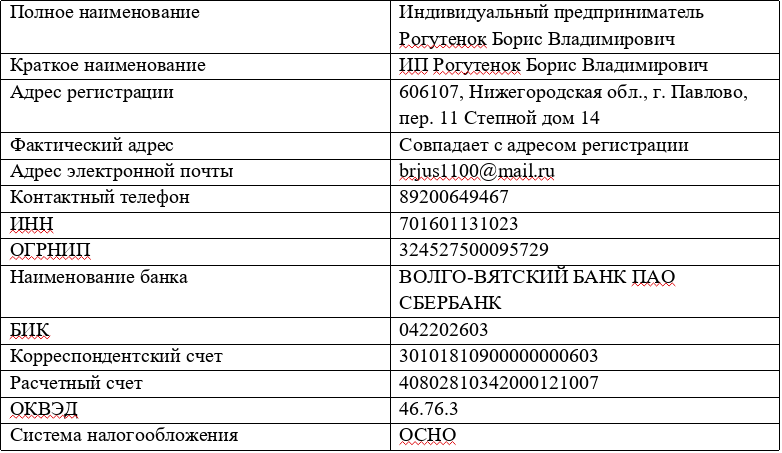 Полное наименование
Индивидуальный предприниматель
Рогутенок Борис Владимирович
Краткое наименование
ИП Рогутенок Борис Владимирович
Адрес регистрации
606107, Нижегородская обл., г. Павлово,
пер. 11 Степной дом 14
Фактический адрес
Совпадает с адресом регистрации
Адрес электронной почты
brjus1100@mail.ru
Контактный телефон
89200649467
ИНН
701601131023
ОГРНИП
324527500095729
Наименование банка
ВОЛГО-ВЯТСКИЙ БАНК ПАО
СБЕРБАНК
БИК
042202603
Корреспондентский счет
30101810900000000603
Расчетный счет
40802810342000121007
ОКВЭД
46.76.3
Система налогообложения
ОСНО